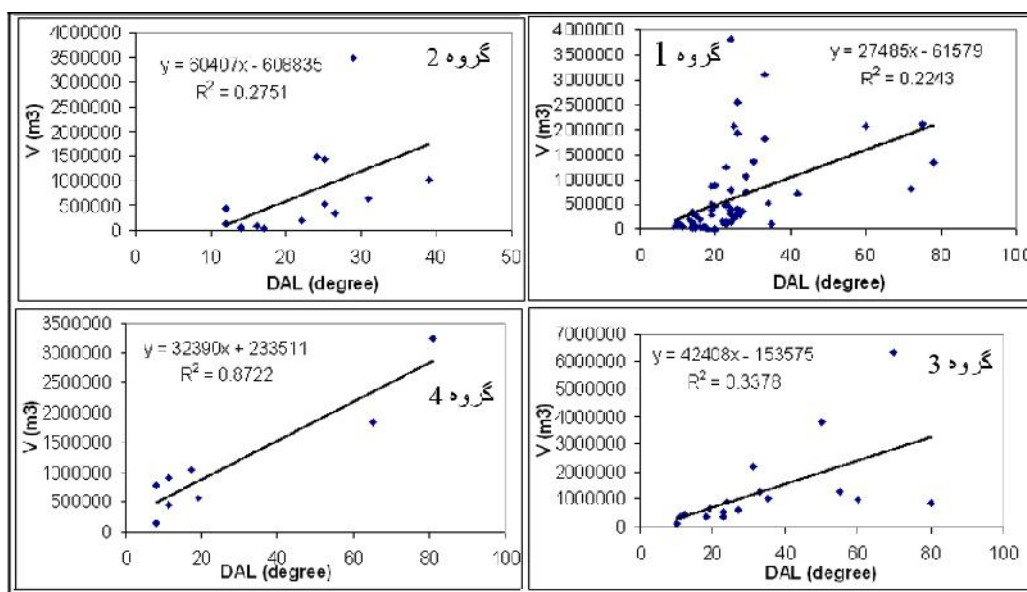 گروه 2
y = 60407x - 608835
R² = 0.2751
V (m3)
4000000
3500000
3000000
2500000
2000000
1500000
1000000
500000
0
0 10 20 30 40 50
DAL (degree)
گروه 1
y = 27485x - 61579
R² = 0.2243
V (m3)
4000000
3500000
3000000
2500000
2000000
1500000
1000000
500000
0
0 20 40 60 80 100
DAL (degree)
y = 32390x + 233511
R² = 0.8722
گروه 4
V (m3)
3500000
3000000
2500000
2000000
1500000
1000000
500000
0
0 20 40 60 80 100
DAL (degree)
y = 42408x - 153575
R² = 0.3378
گروه 3
V (m3)
7000000
6000000
5000000
4000000
3000000
2000000
1000000
0
0 20 40 60 80 100
DAL (degree)